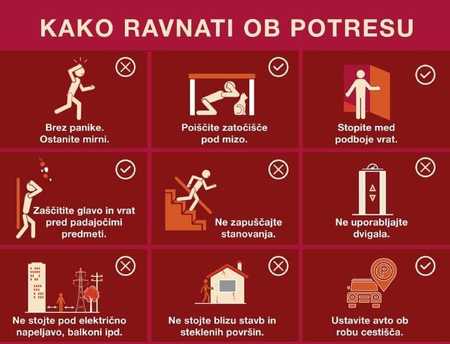 KAKO RAVNATI OB POTRESU
Brez panike.
Ostanite mirni.
Poiščite zatočišče
pod mizo.
Stopite med
podboje vrat.
Zaščitite glavo in vrat
pred padajočimi
predmeti.
Ne zapuščajte
stanovanja.
Ne uporabljajte
dvigala.
Ne stojte pod električno
napeljavo, balkoni ipd.
Ne stojte blizu stavb in
steklenih površin.
Ustavite avto ob
robu cestišča.